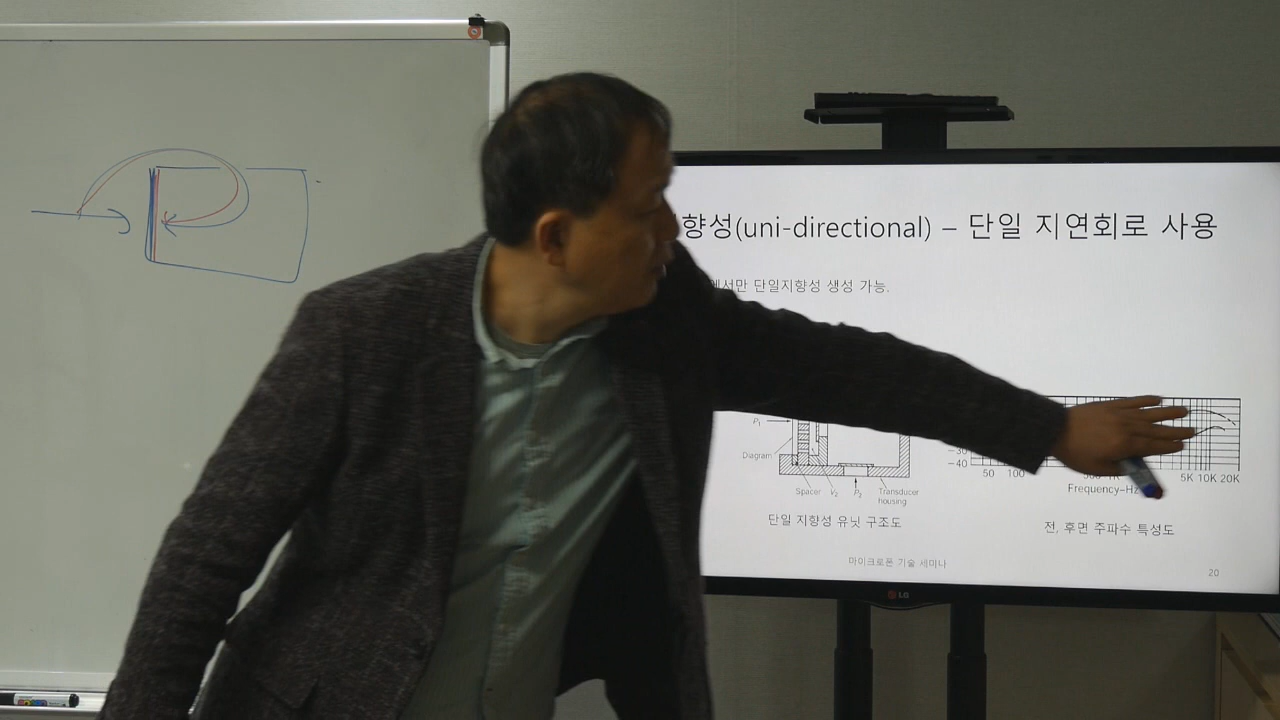 향성(uni-directional) – 단일 지연회로 사용
에서만 단일지향성 생성 가능.
P₁
Diagram
Spacer
V₂
P₂
Transducer
housing
단일 지향성 유닛 구조도
-30
-40
50 100
5K 10K 20K
Frequency-Hz
전, 후면 주파수 특성도
마이크로폰 기술 세미나
20
LG